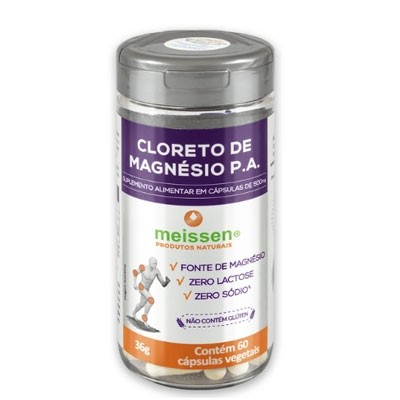 CLORETO DE
MAGNÉSIO P.A.
SUPLEMENTO ALIMENTAR EM CÁPSULAS DE 500mg
meissen®
PRODUTOS NATURAIS
FONTE DE MAGNÉSIO
ZERO LACTOSE
ZERO SÓDIO*
NÃO CONTÉM GLÚTEN
36g
Contém 60
cápsulas vegetais